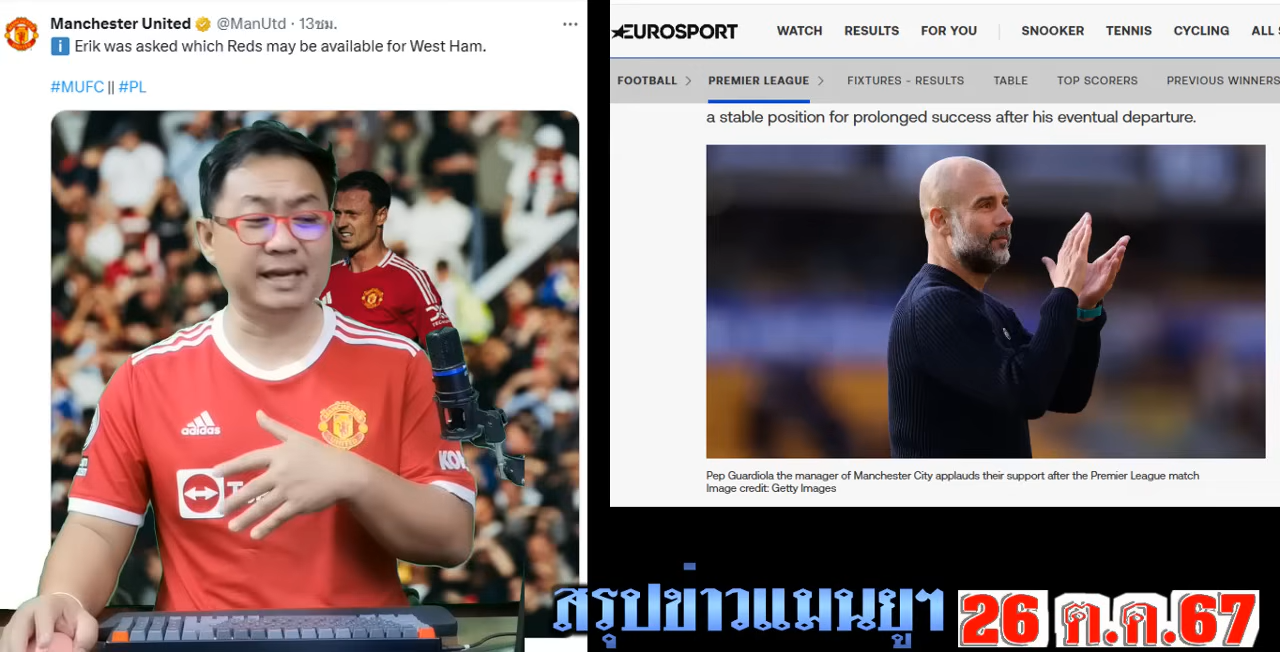 Manchester United @ManUtd · 13ชม.
Erik was asked which Reds may be available for West Ham.
#MUFC || #PL
adidas
EUROSPORT WATCH RESULTS FOR YOU SNOOKER TENNIS CYCLING ALL
FOOTBALL PREMIER LEAGUE FIXTURES - RESULTS TABLE TOP SCORERS PREVIOUS WINNERS
a stable position for prolonged success after his eventual departure.
Pep Guardiola the manager of Manchester City applauds their support after the Premier League match
Image credit: Getty Images
สรุปข่าวแมนยูฯ 26 ต.ค.67